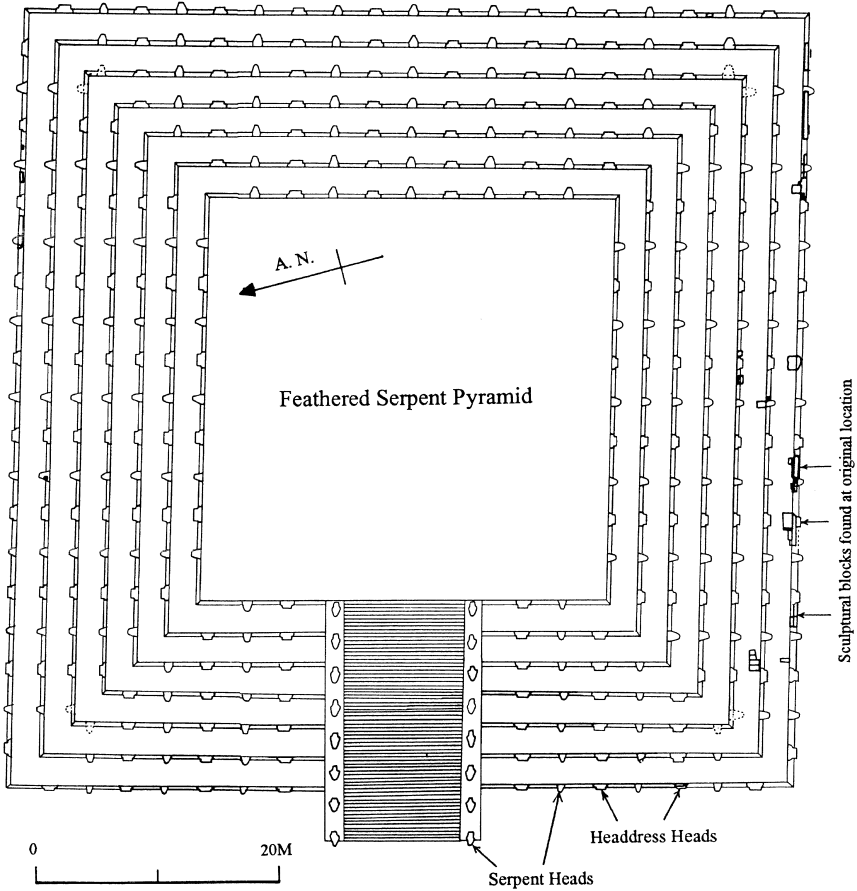 A. N.
Feathered Serpent Pyramid
Sculptural blocks found at original location
Headdress Heads
0 20M
Serpent Heads